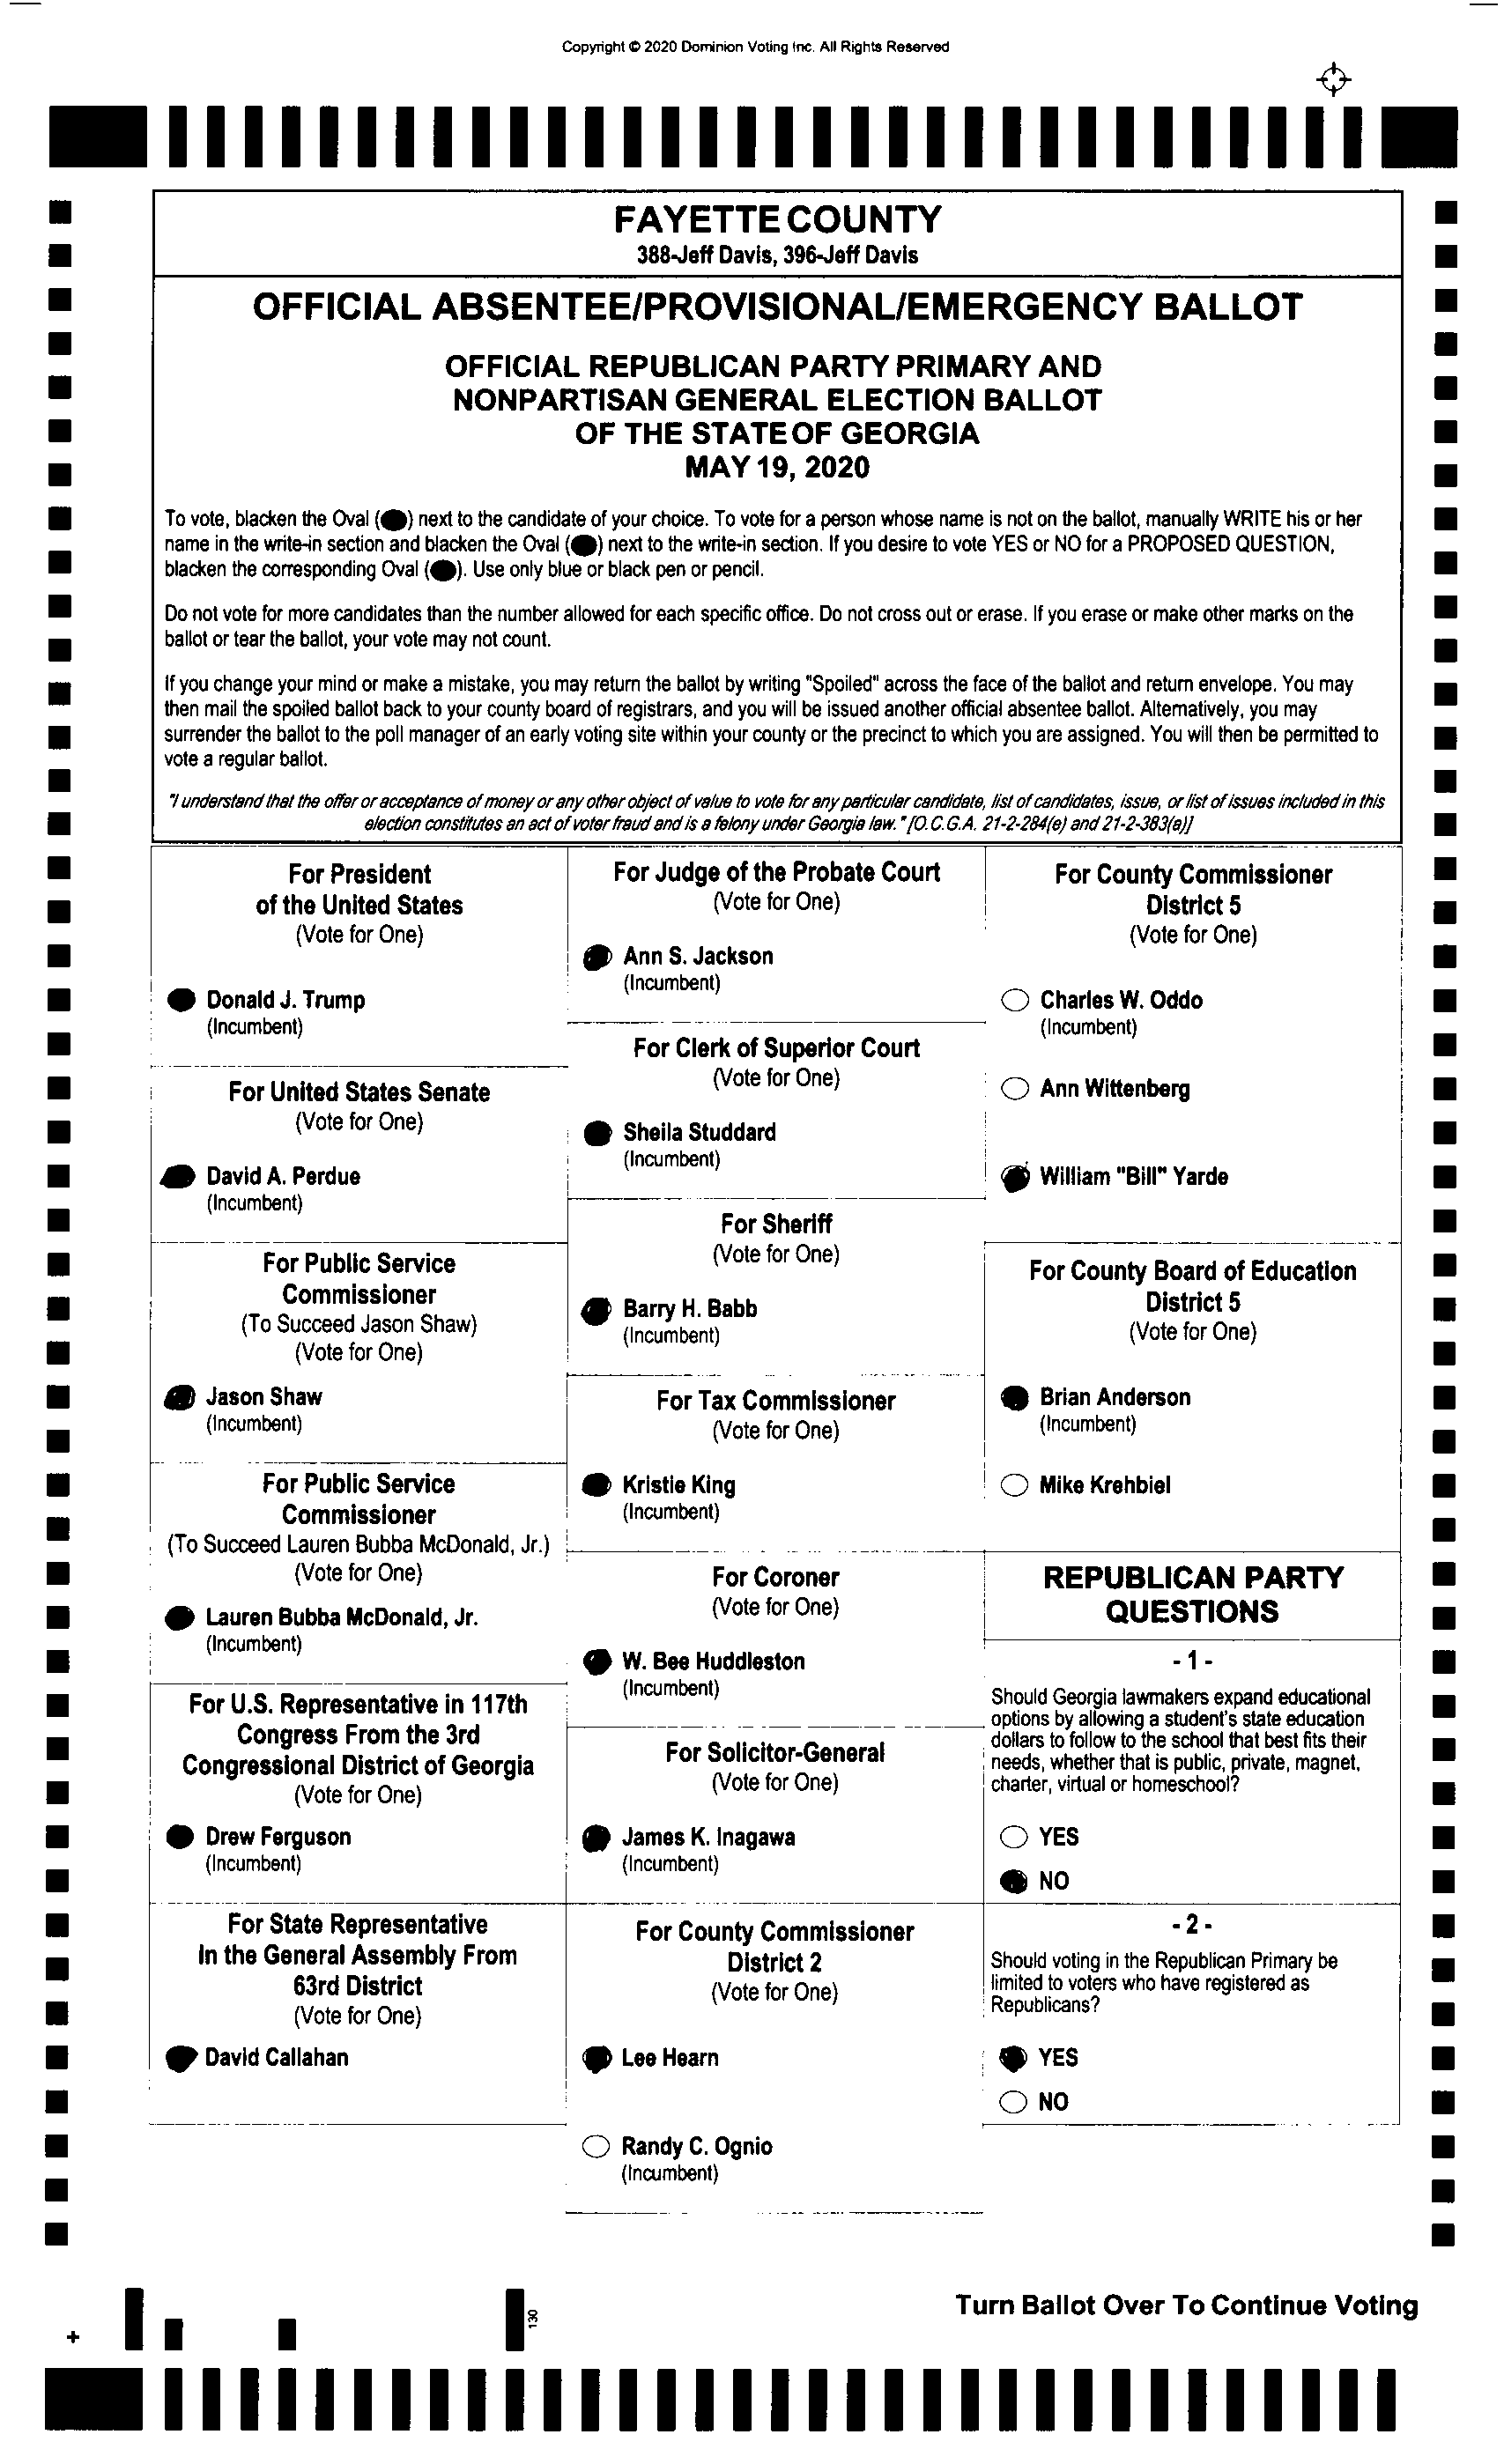 Copyright © 2020 Dominion Voting Inc. All Rights Reserved
FAYETTE COUNTY
388-Jeff Davis, 396-Jeff Davis
OFFICIAL ABSENTEE/PROVISIONAL/EMERGENCY BALLOT
OFFICIAL REPUBLICAN PARTY PRIMARY AND
NONPARTISAN GENERAL ELECTION BALLOT
OF THE STATE OF GEORGIA
MAY 19, 2020
To vote, blacken the Oval (⬬) next to the candidate of your choice. To vote for a person whose name is not on the ballot, manually WRITE his or her
name in the write-in section and blacken the Oval (⬬) next to the write-in section. If you desire to vote YES or NO for a PROPOSED QUESTION,
blacken the corresponding Oval (⬬). Use only blue or black pen or pencil.
Do not vote for more candidates than the number allowed for each specific office. Do not cross out or erase. If you erase or make other marks on the
ballot or tear the ballot, your vote may not count.
If you change your mind or make a mistake, you may return the ballot by writing "Spoiled" across the face of the ballot and return envelope. You may
then mail the spoiled ballot back to your county board of registrars, and you will be issued another official absentee ballot. Alternatively, you may
surrender the ballot to the poll manager of an early voting site within your county or the precinct to which you are assigned. You will then be permitted to
vote a regular ballot.
"I understand that the offer or acceptance of money or any other object of value to vote for any particular candidate, list of candidates, issue, or list of issues included in this
election constitutes an act of voter fraud and is a felony under Georgia law." [O.C.G.A. 21-2-284(e) and 21-2-383(a)]
For President
of the United States
(Vote for One)
Donald J. Trump
(Incumbent)
For United States Senate
(Vote for One)
David A. Perdue
(Incumbent)
For Public Service
Commissioner
(To Succeed Jason Shaw)
(Vote for One)
Jason Shaw
(Incumbent)
For Public Service
Commissioner
(To Succeed Lauren Bubba McDonald, Jr.)
(Vote for One)
Lauren Bubba McDonald, Jr.
(Incumbent)
For U.S. Representative in 117th
Congress From the 3rd
Congressional District of Georgia
(Vote for One)
Drew Ferguson
(Incumbent)
For State Representative
In the General Assembly From
63rd District
(Vote for One)
David Callahan
For Judge of the Probate Court
(Vote for One)
Ann S. Jackson
(Incumbent)
For Clerk of Superior Court
(Vote for One)
Sheila Studdard
(Incumbent)
For Sheriff
(Vote for One)
Barry H. Babb
(Incumbent)
For Tax Commissioner
(Vote for One)
Kristie King
(Incumbent)
For Coroner
(Vote for One)
W. Bee Huddleston
(Incumbent)
For Solicitor-General
(Vote for One)
James K. Inagawa
(Incumbent)
For County Commissioner
District 2
(Vote for One)
Lee Hearn
Randy C. Ognio
(Incumbent)
For County Commissioner
District 5
(Vote for One)
Charles W. Oddo
(Incumbent)
Ann Wittenberg
William "Bill" Yarde
For County Board of Education
District 5
(Vote for One)
Brian Anderson
(Incumbent)
Mike Krehbiel
REPUBLICAN PARTY
QUESTIONS
- 1 -
Should Georgia lawmakers expand educational
options by allowing a student's state education
dollars to follow to the school that best fits their
needs, whether that is public, private, magnet,
charter, virtual or homeschool?
YES
NO
- 2 -
Should voting in the Republican Primary be
limited to voters who have registered as
Republicans?
YES
NO
Turn Ballot Over To Continue Voting
130
+